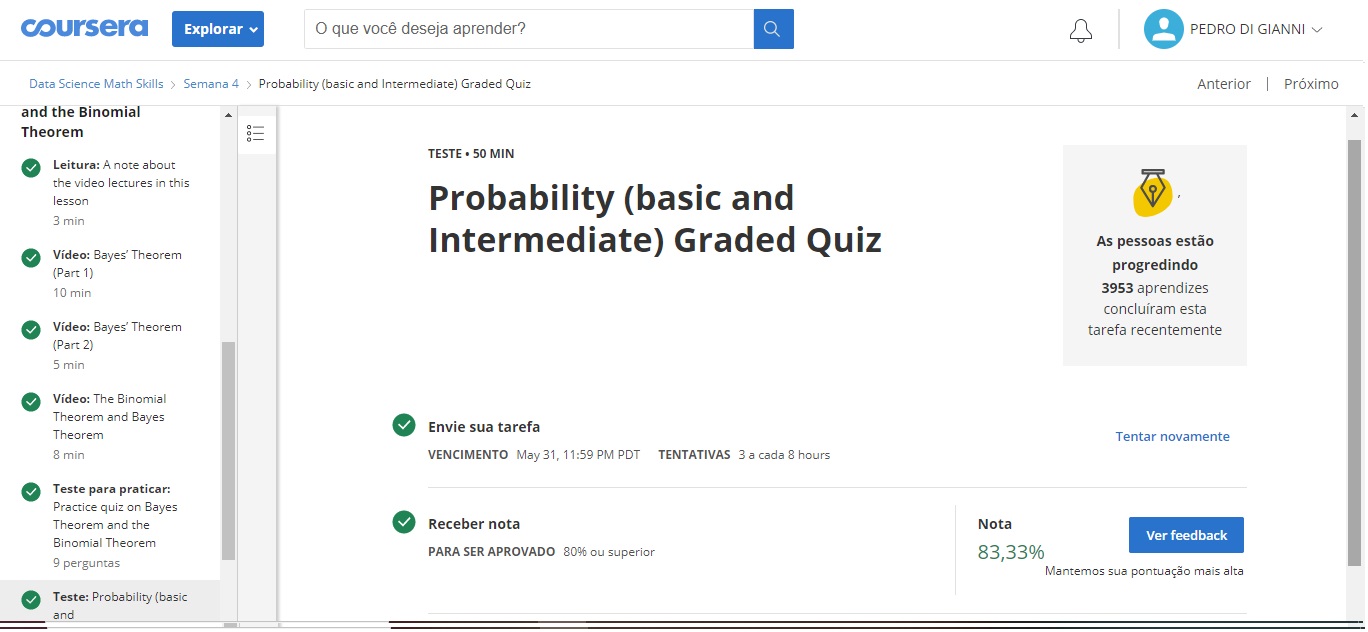 coursera
Explorar
O que você deseja aprender?
PEDRO DI GIANNI
Data Science Math Skills
Semana 4
Probability (basic and Intermediate) Graded Quiz
Anterior
Próximo
and the Binomial
Theorem
Leitura: A note about
the video lectures in this
lesson
3 min
Vídeo: Bayes’ Theorem
(Part 1)
10 min
Vídeo: Bayes’ Theorem
(Part 2)
5 min
Vídeo: The Binomial
Theorem and Bayes
Theorem
8 min
Teste para praticar:
Practice quiz on Bayes
Theorem and the
Binomial Theorem
9 perguntas
Teste: Probability (basic
and
TESTE • 50 MIN
Probability (basic and
Intermediate) Graded Quiz
As pessoas estão
progredindo
3953 aprendizes
concluíram esta
tarefa recentemente
Envie sua tarefa
VENCIMENTO May 31, 11:59 PM PDT TENTATIVAS 3 a cada 8 hours
Tentar novamente
Receber nota
PARA SER APROVADO 80% ou superior
Nota
83,33%
Ver feedback
Mantemos sua pontuação mais alta